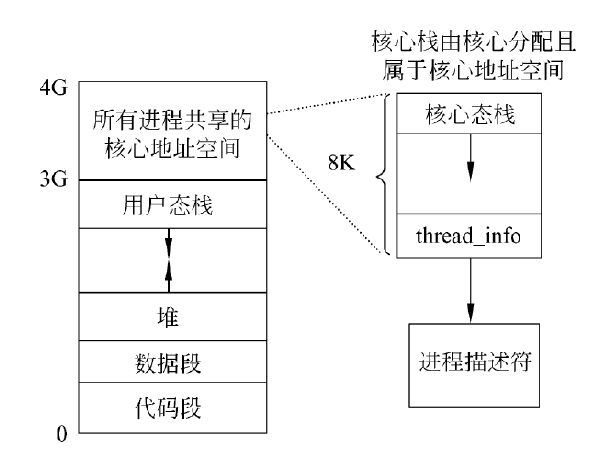 核心栈由核心分配且
属于核心地址空间
4G
所有进程共享的
核心地址空间
3G
用户态栈
堆
数据段
代码段
0
8K
核心态栈
thread_info
进程描述符